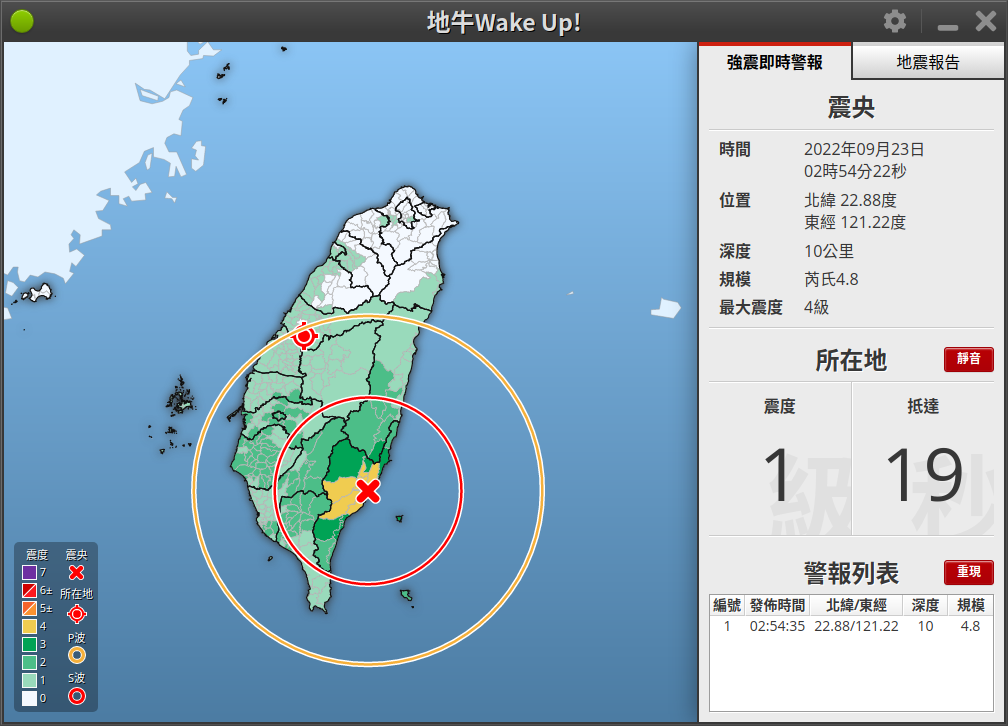 地牛Wake Up!
強震即時警報 地震報告
震央
時間 2022年09月23日
02時54分22秒
位置 北緯 22.88度
東經 121.22度
深度 10公里
規模 芮氏4.8
最大震度 4級
所在地 靜音
震度 抵達
1 級 19 秒
警報列表 重現
編號 發佈時間 北緯/東經 深度 規模
1 02:54:35 22.88/121.22 10 4.8
震度 震央
7
6±
所在地
5±
4
3
P波
2
S波
1
0